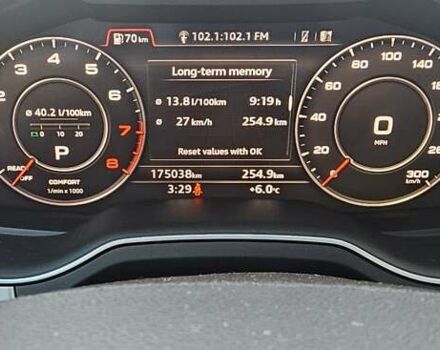 70 km
102.1:102.1 FM
Long-term memory
ø 13.8 l/100km 9:19 h
ø 27 km/h 254.9 km
Reset values with OK
175038 km 254.9 km
3:29 +6.0°C
2 3 4 5 6 7 8
ø 40.2 l/100km
0 10 20
P
READY
OFF
COMFORT
1/min x 1000
20 60 100 120 140 300
0
MPH
300
km/h